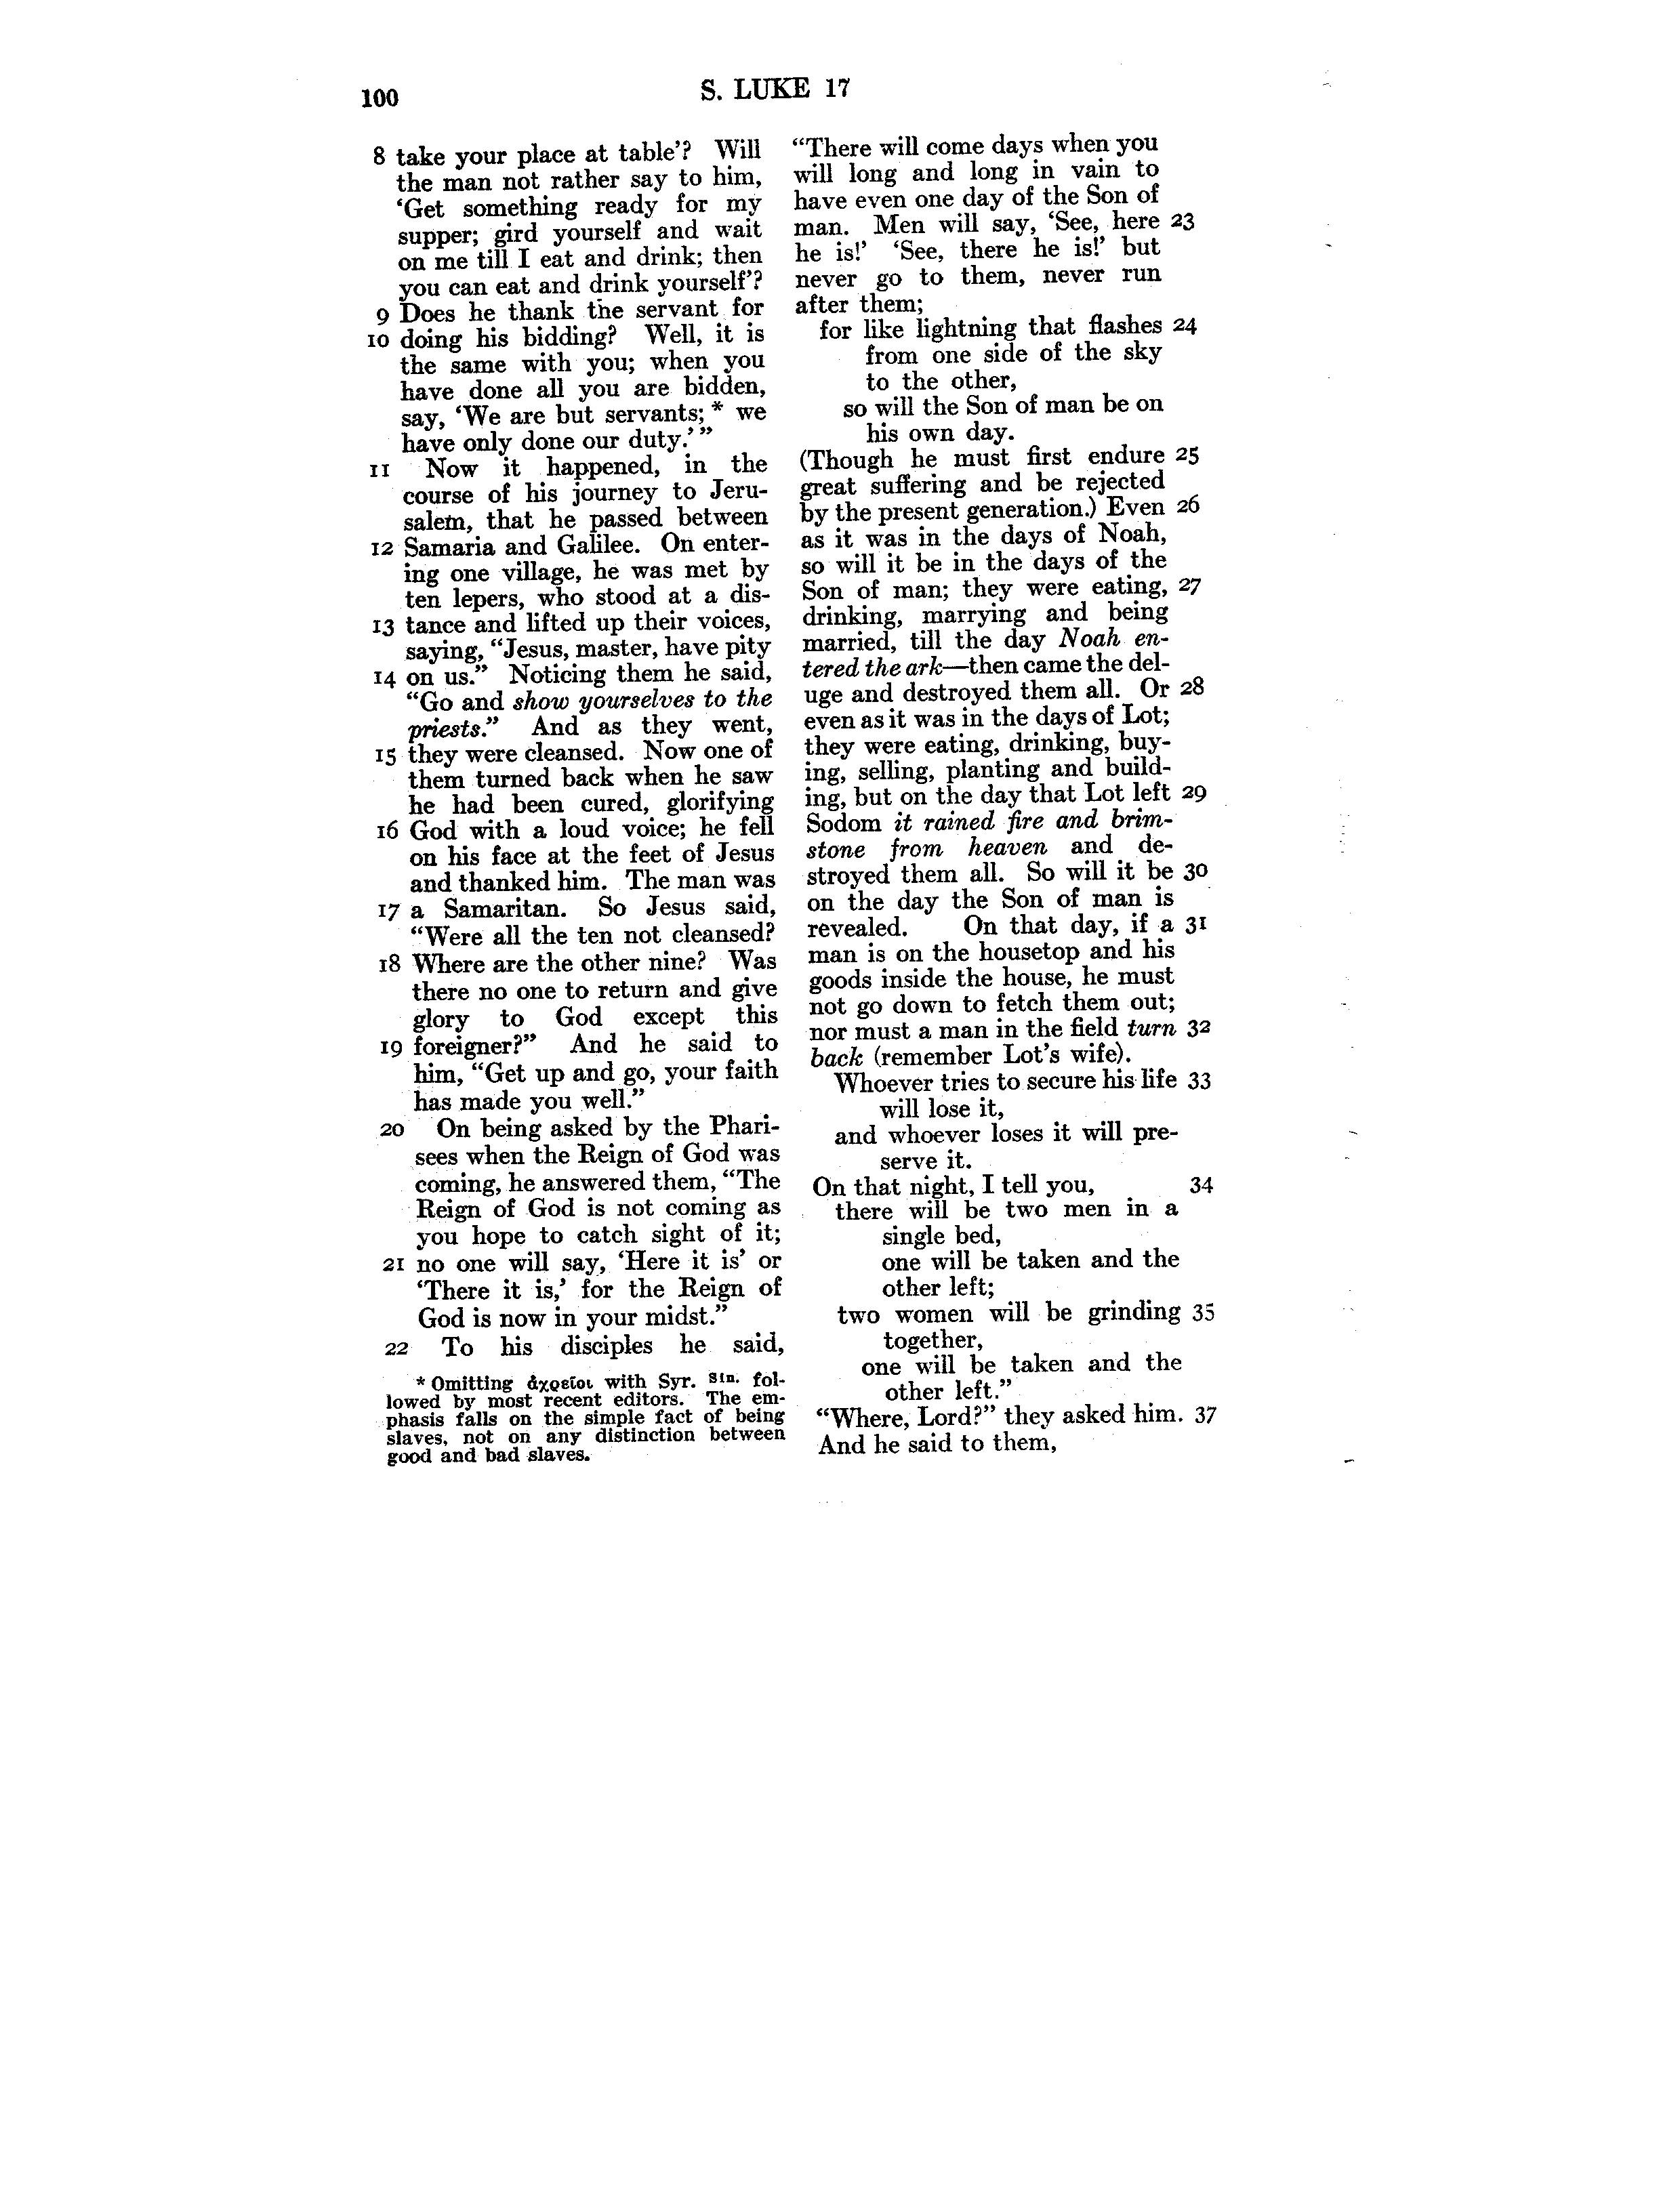 100
S. LUKE 17
8 take your place at table'? Will
the man not rather say to him,
'Get something ready for my
supper; gird yourself and wait
on me till I eat and drink; then
you can eat and drink yourself'?
9 Does he thank the servant for
10 doing his bidding? Well, it is
the same with you; when you
have done all you are bidden,
say, 'We are but servants; * we
have only done our duty.'"
11 Now it happened, in the
course of his journey to Jeru-
salem, that he passed between
12 Samaria and Galilee. On enter-
ing one village, he was met by
ten lepers, who stood at a dis-
13 tance and lifted up their voices,
saying, "Jesus, master, have pity
14 on us." Noticing them he said,
"Go and show yourselves to the
priests." And as they went,
15 they were cleansed. Now one of
them turned back when he saw
he had been cured, glorifying
16 God with a loud voice; he fell
on his face at the feet of Jesus
and thanked him. The man was
17 a Samaritan. So Jesus said,
"Were all the ten not cleansed?
18 Where are the other nine? Was
there no one to return and give
glory to God except this
19 foreigner?" And he said to
him, "Get up and go, your faith
has made you well."
20 On being asked by the Phari-
sees when the Reign of God was
coming, he answered them, "The
Reign of God is not coming as
you hope to catch sight of it;
21 no one will say, 'Here it is' or
'There it is,' for the Reign of
God is now in your midst."
22 To his disciples he said,
* Omitting ἀχρεῖοι with Syr. Sin. fol-
lowed by most recent editors. The em-
phasis falls on the simple fact of being
slaves, not on any distinction between
good and bad slaves.
"There will come days when you
will long and long in vain to
have even one day of the Son of
man. Men will say, 'See, here 23
he is!' 'See, there he is!' but
never go to them, never run
after them;
for like lightning that flashes 24
from one side of the sky
to the other,
so will the Son of man be on
his own day.
(Though he must first endure 25
great suffering and be rejected
by the present generation.) Even 26
as it was in the days of Noah,
so will it be in the days of the
Son of man; they were eating, 27
drinking, marrying and being
married, till the day Noah en-
tered the ark—then came the del-
uge and destroyed them all. Or 28
even as it was in the days of Lot;
they were eating, drinking, buy-
ing, selling, planting and build-
ing, but on the day that Lot left 29
Sodom it rained fire and brim-
stone from heaven and de-
stroyed them all. So will it be 30
on the day the Son of man is
revealed. On that day, if a 31
man is on the housetop and his
goods inside the house, he must
not go down to fetch them out;
nor must a man in the field turn 32
back (remember Lot's wife).
Whoever tries to secure his life 33
will lose it,
and whoever loses it will pre-
serve it.
On that night, I tell you, 34
there will be two men in a
single bed,
one will be taken and the
other left;
two women will be grinding 35
together,
one will be taken and the
other left."
"Where, Lord?" they asked him. 37
And he said to them,